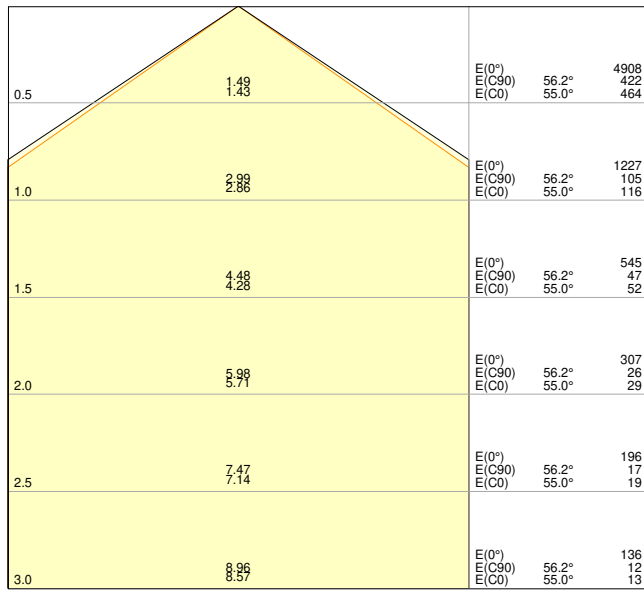 E(0°) 4908
1.49 E(C90) 56.2° 422
0.5 1.43 E(C0) 55.0° 464
E(0°) 1227
2.99 E(C90) 56.2° 105
1.0 2.86 E(C0) 55.0° 116
E(0°) 545
4.48 E(C90) 56.2° 47
1.5 4.28 E(C0) 55.0° 52
E(0°) 307
5.98 E(C90) 56.2° 26
2.0 5.71 E(C0) 55.0° 29
E(0°) 196
7.47 E(C90) 56.2° 17
2.5 7.14 E(C0) 55.0° 19
E(0°) 136
8.96 E(C90) 56.2° 12
3.0 8.57 E(C0) 55.0° 13